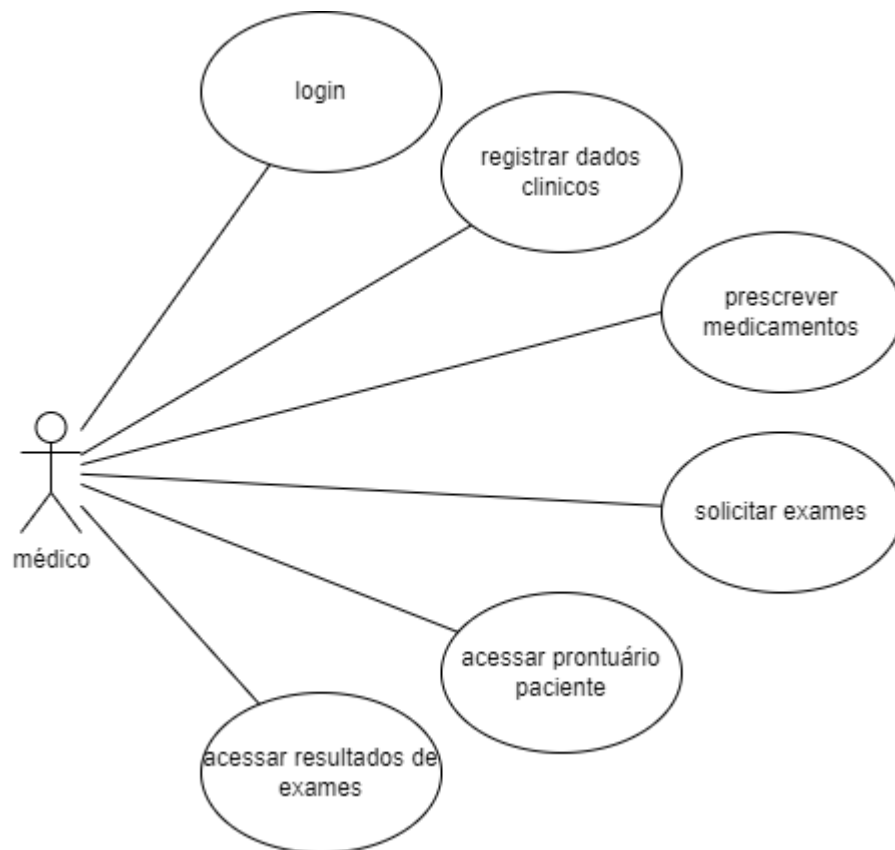 login
registrar dados
clinicos
prescrever
medicamentos
solicitar exames
médico
acessar prontuário
paciente
acessar resultados de
exames